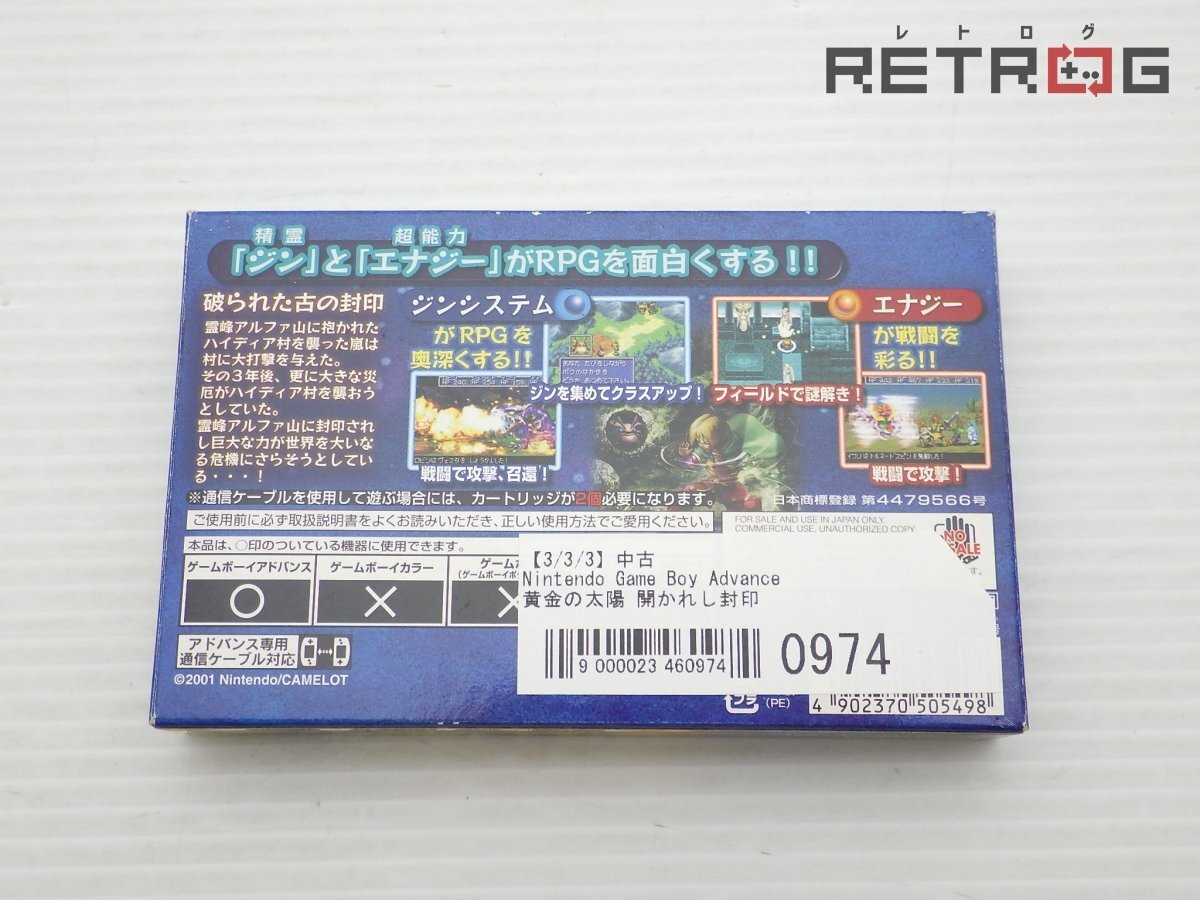 レトログ
RETROG
精霊 超能力
「ジン」と「エナジー」がRPGを面白くする!!
破られた古の封印
霊峰アルファ山に抱かれた
ハイディア村を襲った嵐は
村に大打撃を与えた。
その3年後、更に大きな災
厄がハイディア村を襲おう
としていた。
霊峰アルファ山に封印され
し巨大な力が世界を大いな
る危機にさらそうとしてい
る・・・!
ジンシステム
がRPGを
奥深くする!!
ジンを集めてクラスアップ!
戦闘で攻撃、召還!
エナジー
が戦闘を
彩る!!
フィールドで謎解き!
戦闘で攻撃!
※通信ケーブルを使用して遊ぶ場合には、カートリッジが2個必要になります。
日本商標登録 第4479566号
ご使用前に必ず取扱説明書をよくお読みいただき、正しい使用方法でご愛用ください。
FOR SALE AND USE IN JAPAN ONLY.
COMMERCIAL USE, UNAUTHORIZED COPY
NO
本品は、○印のついている機器に使用できます。
ゲームボーイアドバンス
ゲームボーイカラー
○
×
×
アドバンス専用
通信ケーブル対応
©2001 Nintendo/CAMELOT
【3/3/3】中古
Nintendo Game Boy Advance
黄金の太陽 開かれし封印
9 000023 460974
0974
プラ (PE)
4 902370 505498